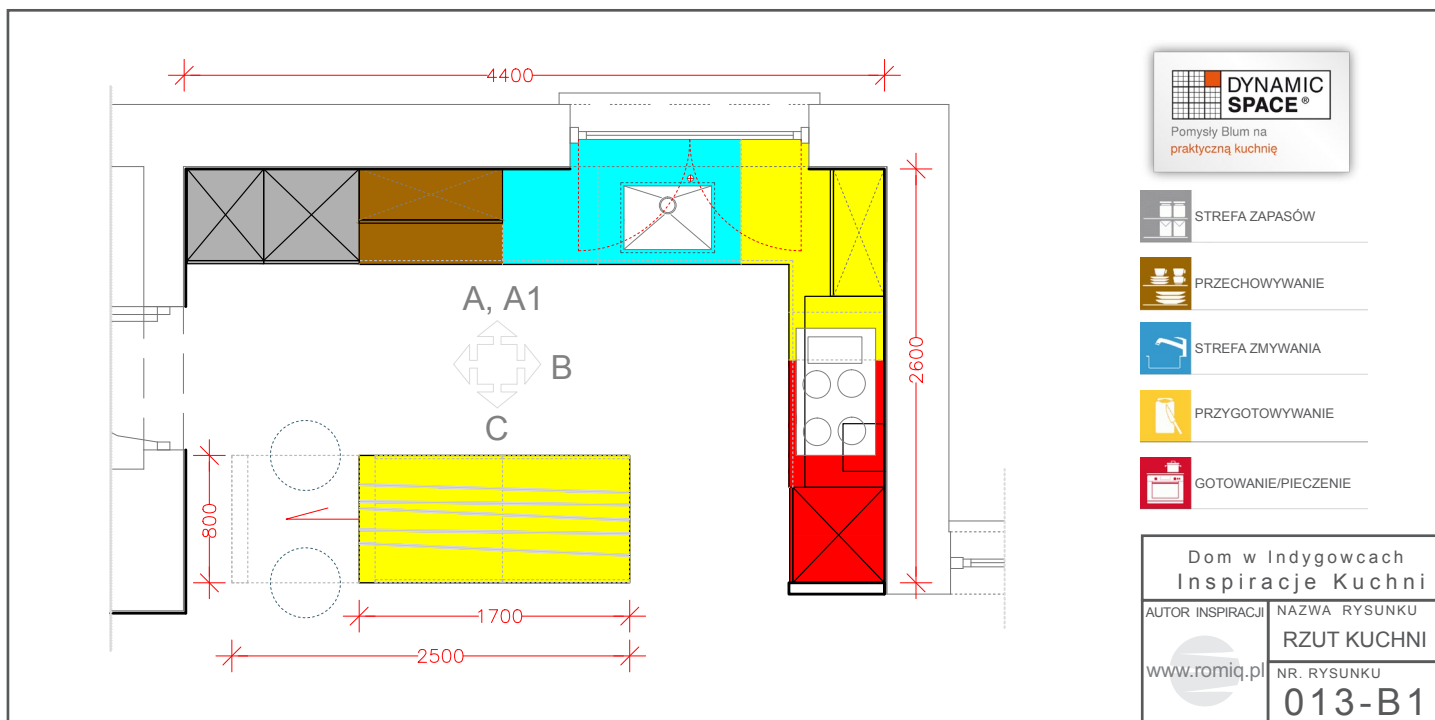 4400
DYNAMIC
SPACE®
Pomysły Blum na
praktyczną kuchnię
STREFA ZAPASÓW
PRZECHOWYWANIE
STREFA ZMYWANIA
PRZYGOTOWYWANIE
GOTOWANIE/PIECZENIE
A, A1
B
C
2600
800
1700
2500
Dom w Indygowcach
Inspiracje Kuchni
AUTOR INSPIRACJI
www.romiq.pl
NAZWA RYSUNKU
RZUT KUCHNI
NR. RYSUNKU
013-B1